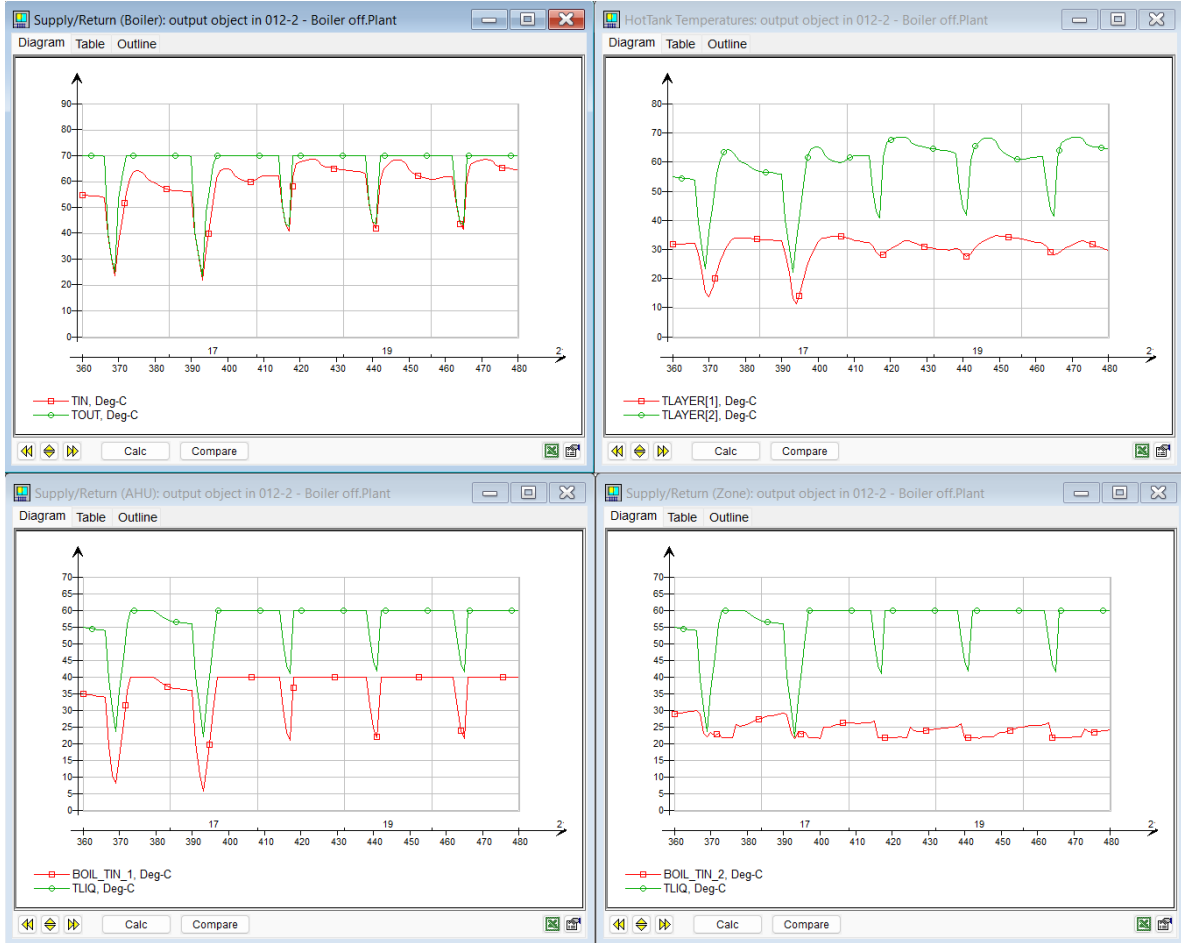 Supply/Return (Boiler): output object in 012-2 - Boiler off.Plant
Diagram Table Outline
90
80
70
60
50
40
30
20
10
0
17 19 2
360 370 380 390 400 410 420 430 440 450 460 470 480
TIN, Deg-C
TOUT, Deg-C
Calc Compare
HotTank Temperatures: output object in 012-2 - Boiler off.Plant
Diagram Table Outline
80
70
60
50
40
30
20
10
0
17 19 2
360 370 380 390 400 410 420 430 440 450 460 470 480
TLAYER[1], Deg-C
TLAYER[2], Deg-C
Calc Compare
Supply/Return (AHU): output object in 012-2 - Boiler off.Plant
Diagram Table Outline
70
65
60
55
50
45
40
35
30
25
20
15
10
5
0
17 19 2
360 370 380 390 400 410 420 430 440 450 460 470 480
BOIL_TIN_1, Deg-C
TLIQ, Deg-C
Calc Compare
Supply/Return (Zone): output object in 012-2 - Boiler off.Plant
Diagram Table Outline
70
65
60
55
50
45
40
35
30
25
20
15
10
5
0
17 19 2
360 370 380 390 400 410 420 430 440 450 460 470 480
BOIL_TIN_2, Deg-C
TLIQ, Deg-C
Calc Compare